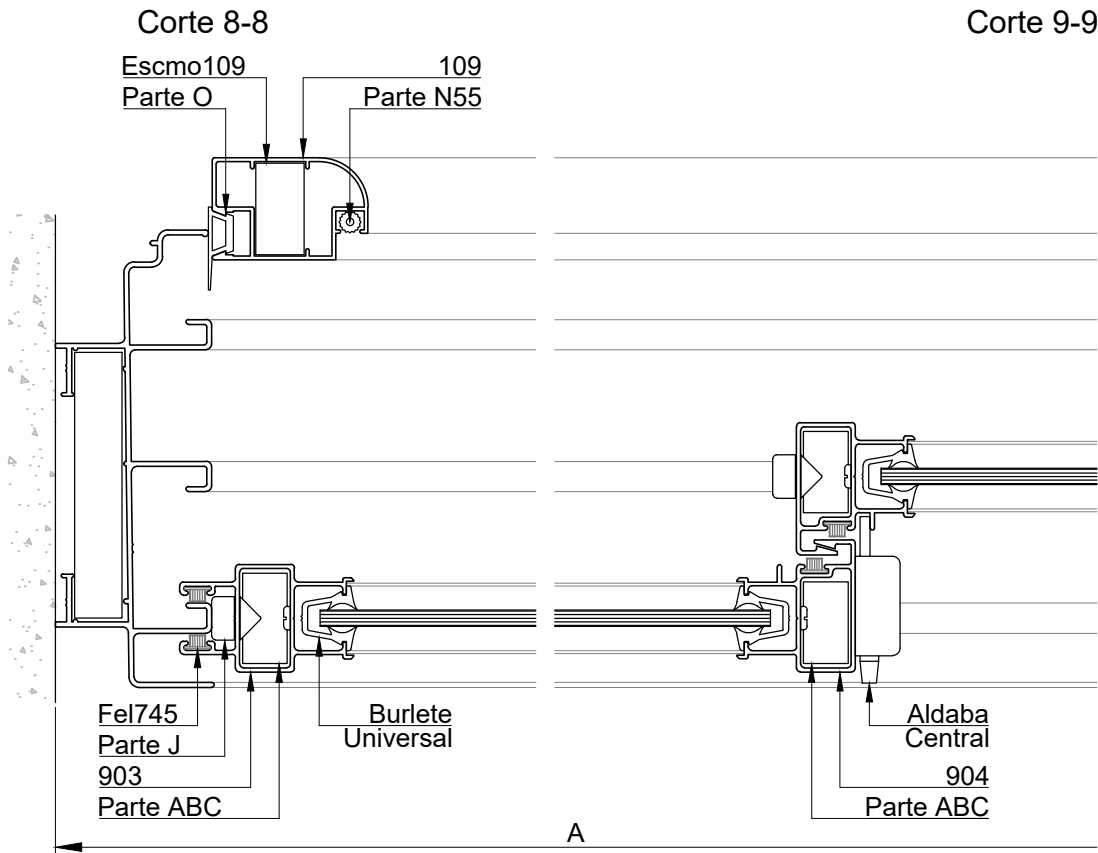 Corte 8-8
Corte 9-9
Escmo109
109
Parte O
Parte N55
Fel745
Burlete
Universal
Parte J
903
Parte ABC
Aldaba
Central
904
Parte ABC
A